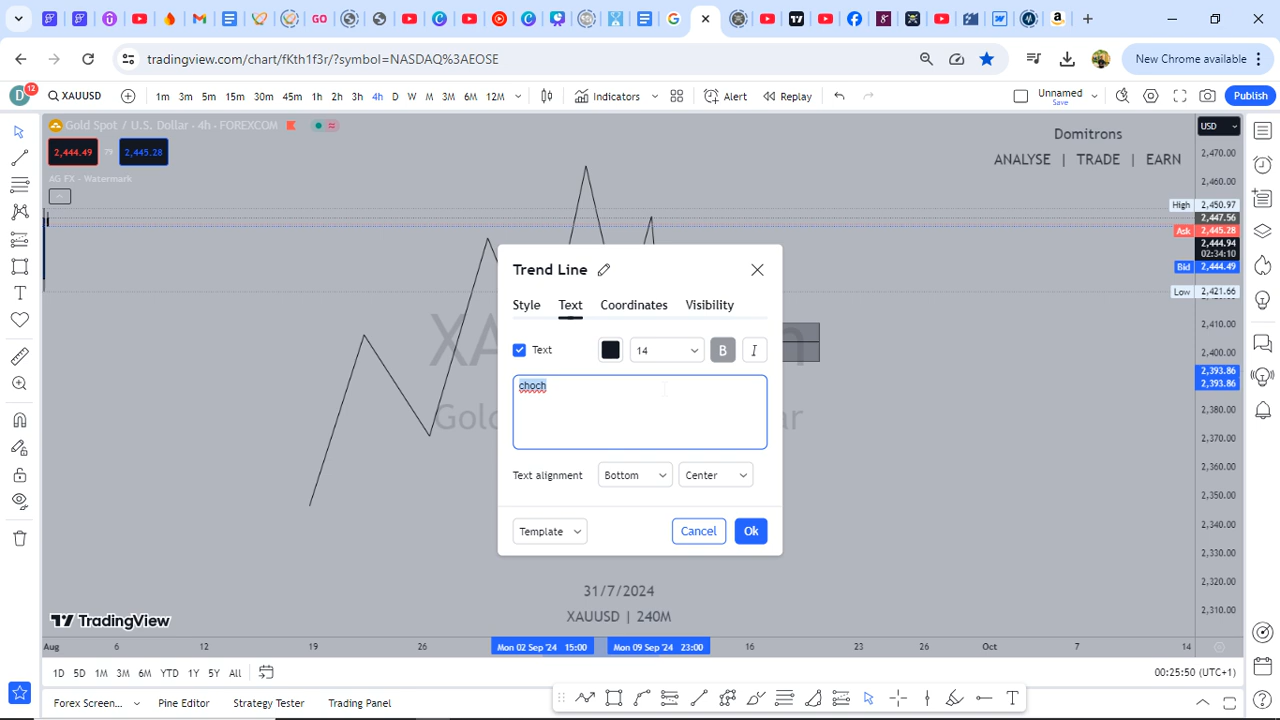 New Chrome available
tradingview.com/chart/fKth1f3r/?symbol=NASDAQ%3AEOSE
D 12 XAUUSD 1m 3m 5m 15m 30m 45m 1h 2h 3h 4h D W M 3M 6M 12M Indicators Alert Replay Unnamed Save Publish
Gold Spot / U.S. Dollar · 4h · FOREXCOM
USD
Domitrons
2,444.49 79 2,445.28
2,470.00
ANALYSE | TRADE | EARN
AG FX - Watermark
2,460.00
High 2,450.97
2,447.56
Ask 2,445.28
2,444.94
02:34:10
Bid 2,444.49
Low 2,421.66
2,410.00
2,400.00
2,393.86
2,393.86
2,380.00
2,370.00
2,360.00
2,350.00
2,340.00
2,330.00
2,320.00
2,310.00
Trend Line
Style Text Coordinates Visibility
Text 14 B I
choch
Text alignment Bottom Center
Template Cancel Ok
31/7/2024
XAUUSD | 240M
TradingView
Aug 6 12 19 26 Mon 02 Sep '24 15:00 Mon 09 Sep '24 23:00 16 23 26 Oct 7 14
1D 5D 1M 3M 6M YTD 1Y 5Y All 00:25:50 (UTC+1)
Forex Screen... Pine Editor Strategy Tester Trading Panel